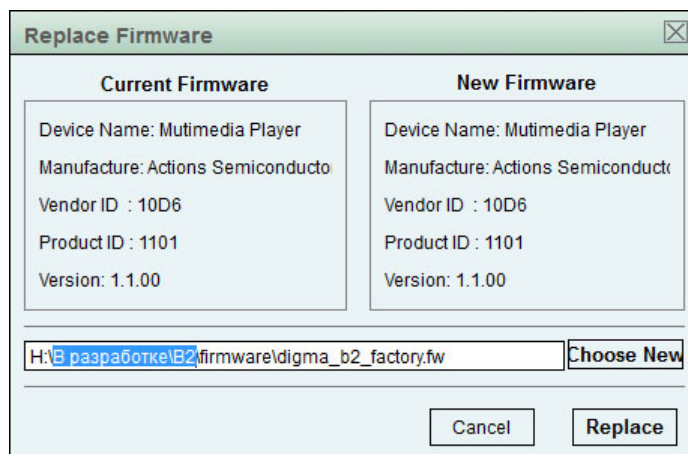 Replace Firmware
Current Firmware
New Firmware
Device Name: Mutimedia Player
Manufacture: Actions Semiconducto
Vendor ID : 10D6
Product ID : 1101
Version: 1.1.00
Device Name: Mutimedia Player
Manufacture: Actions Semiconductc
Vendor ID : 10D6
Product ID : 1101
Version: 1.1.00
H:\В разработке\B2\firmware\digma_b2_factory.fw
Choose New
Cancel
Replace